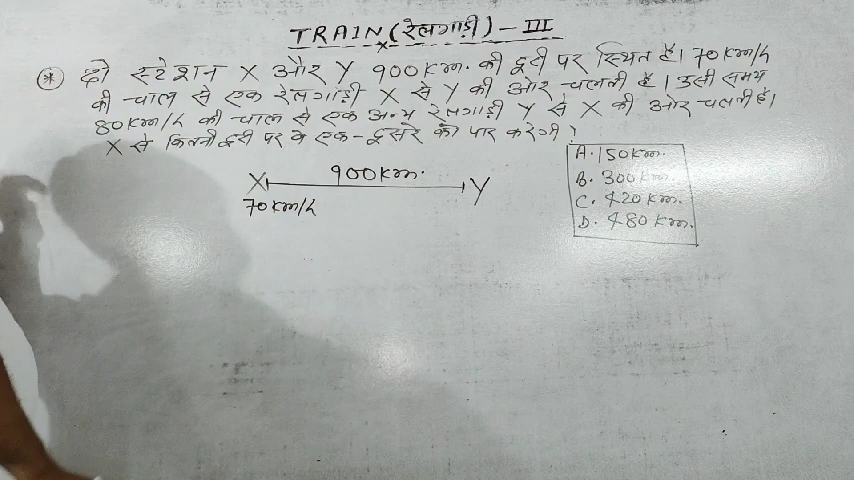 TRAIN (रेलगाड़ी) - III
* दो स्टेशन X और Y 900 Km. की दूरी पर स्थित है। 70 Km/h
की चाल से एक रेलगाड़ी X से Y की ओर चलती है। उसी समय
80 Km/h की चाल से एक अन्य रेलगाड़ी Y से X की ओर चलती है।
X से कितनी दूरी पर वे एक-दूसरे को पार करेगी?
A. 150 Km.
B. 300 Km.
C. 420 Km.
D. 480 Km.
900 Km.
X Y
70 Km/h